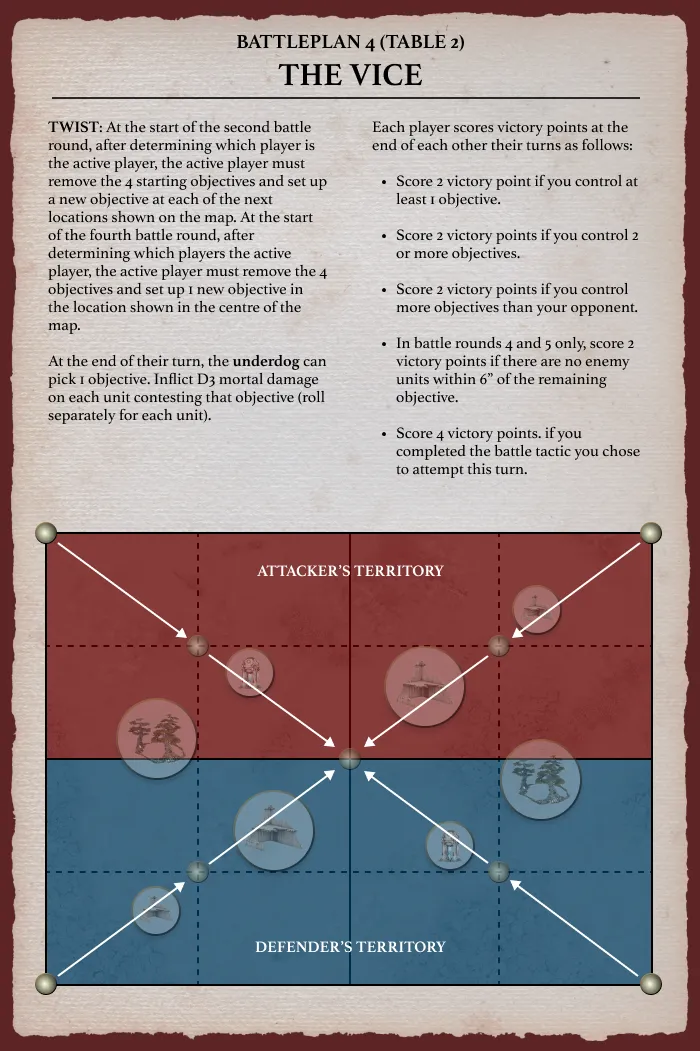 BATTLEPLAN 4 (TABLE 2)
THE VICE
TWIST: At the start of the second battle
round, after determining which player is
the active player, the active player must
remove the 4 starting objectives and set up
a new objective at each of the next
locations shown on the map. At the start
of the fourth battle round, after
determining which players the active
player, the active player must remove the 4
objectives and set up 1 new objective in
the location shown in the centre of the
map.
At the end of their turn, the underdog can
pick 1 objective. Inflict D3 mortal damage
on each unit contesting that objective (roll
separately for each unit).
Each player scores victory points at the
end of each other their turns as follows:
• Score 2 victory point if you control at
least 1 objective.
• Score 2 victory points if you control 2
or more objectives.
• Score 2 victory points if you control
more objectives than your opponent.
• In battle rounds 4 and 5 only, score 2
victory points if there are no enemy
units within 6” of the remaining
objective.
• Score 4 victory points. if you
completed the battle tactic you chose
to attempt this turn.
ATTACKER'S TERRITORY
DEFENDER'S TERRITORY